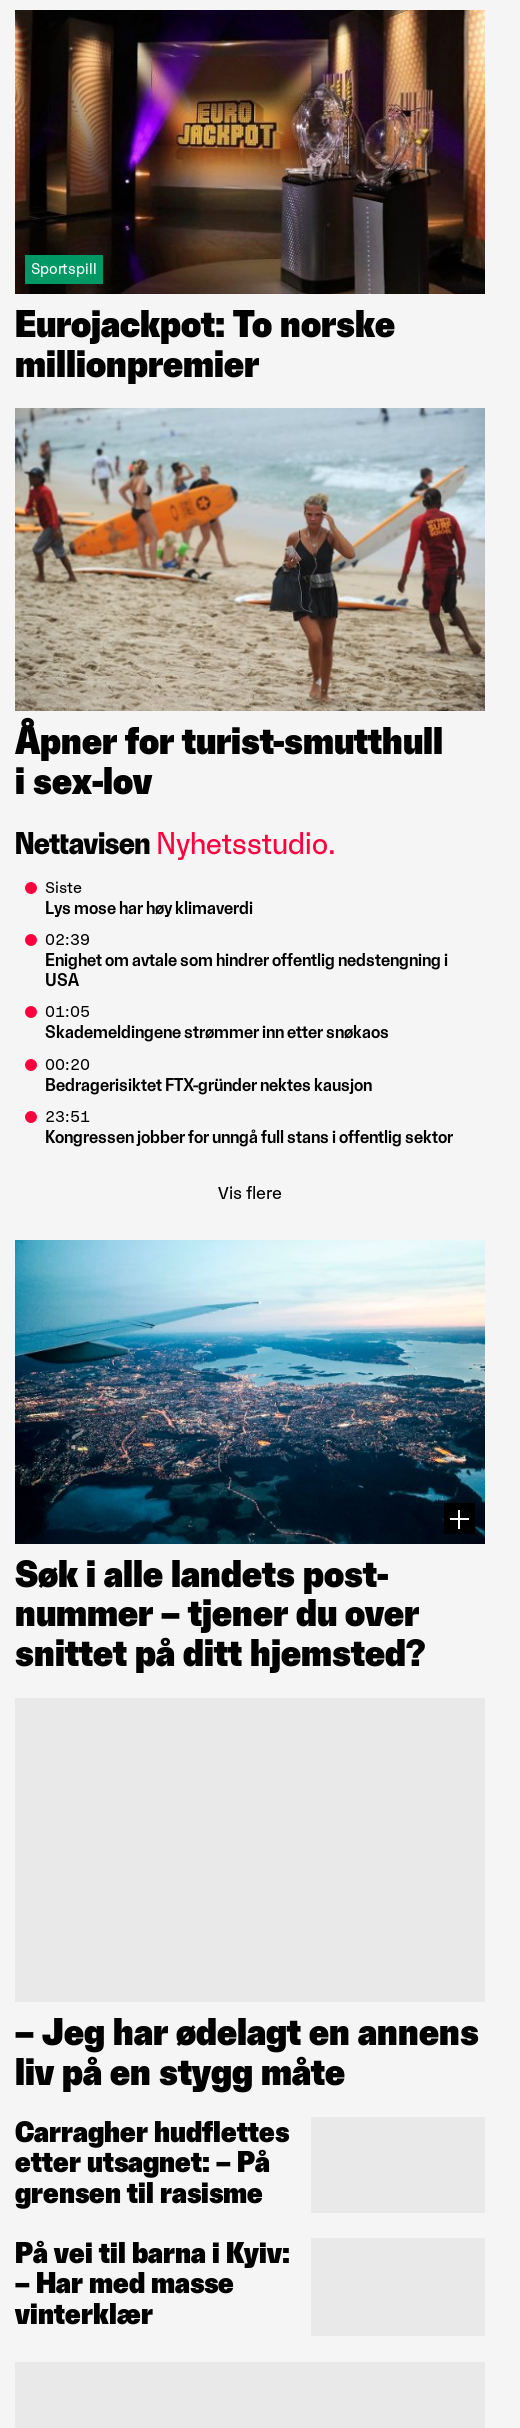 EURO
JACKPOT
Sportspill
Eurojackpot: To norske
millionpremier
Åpner for turist-smutthull
i sex-lov
Nettavisen Nyhetsstudio.
Siste
Lys mose har høy klimaverdi
02:39
Enighet om avtale som hindrer offentlig nedstengning i
USA
01:05
Skademeldingene strømmer inn etter snøkaos
00:20
Bedragerisiktet FTX-gründer nektes kausjon
23:51
Kongressen jobber for unngå full stans i offentlig sektor
Vis flere
Søk i alle landets post-
nummer – tjener du over
snittet på ditt hjemsted?
– Jeg har ødelagt en annens
liv på en stygg måte
Carragher hudflettes
etter utsagnet: – På
grensen til rasisme
På vei til barna i Kyiv:
– Har med masse
vinterklær